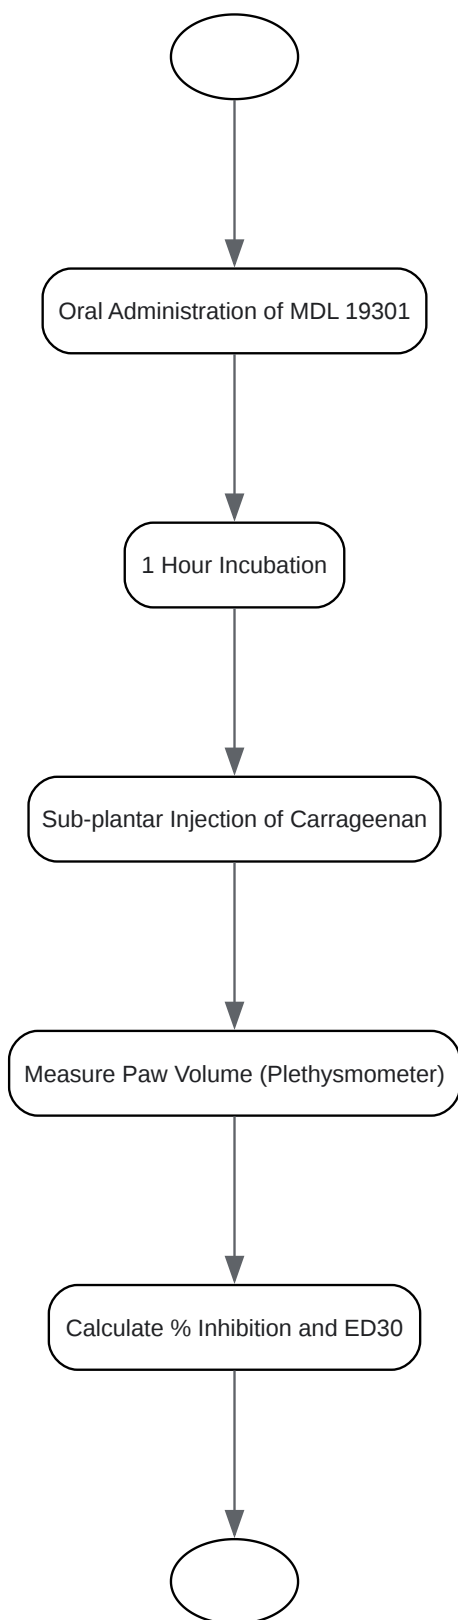 Oral Administration of MDL 19301
1 Hour Incubation
Sub-plantar Injection of Carrageenan
Measure Paw Volume (Plethysmometer)
Calculate % Inhibition and ED30